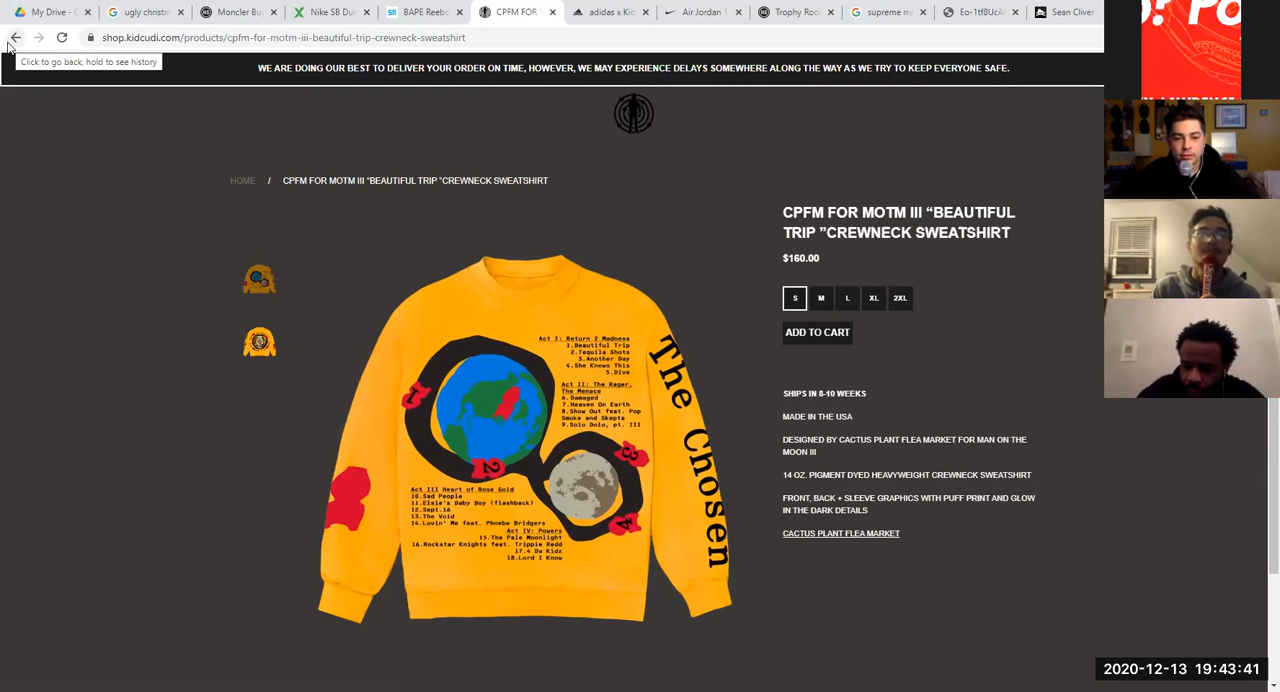 My Drive - G
ugly christm
Moncler Bu
Nike SB Dun
BAPE Reebo
CPFM FOR
adidas x Kid
Air Jordan 1
Trophy Roo
supreme m
Eo-1tf8UcA
Sean Cliver
shop.kidcudi.com/products/cpfm-for-motm-iii-beautiful-trip-crewneck-sweatshirt
Click to go back, hold to see history
WE ARE DOING OUR BEST TO DELIVER YOUR ORDER ON TIME, HOWEVER, WE MAY EXPERIENCE DELAYS SOMEWHERE ALONG THE WAY AS WE TRY TO KEEP EVERYONE SAFE.
HOME / CPFM FOR MOTM III "BEAUTIFUL TRIP "CREWNECK SWEATSHIRT
CPFM FOR MOTM III “BEAUTIFUL
TRIP ”CREWNECK SWEATSHIRT
$160.00
S M L XL 2XL
ADD TO CART
SHIPS IN 8-10 WEEKS
MADE IN THE USA
DESIGNED BY CACTUS PLANT FLEA MARKET FOR MAN ON THE
MOON III
14 OZ. PIGMENT DYED HEAVYWEIGHT CREWNECK SWEATSHIRT
FRONT, BACK + SLEEVE GRAPHICS WITH PUFF PRINT AND GLOW
IN THE DARK DETAILS
CACTUS PLANT FLEA MARKET
Act I: Return 2 Madness
1.Beautiful Trip
2.Tequila Shots
3.Another Day
4.She Knows This
5.Dive
Act II: The Rager,
The Menace
6.Damaged
7.Heaven On Earth
8.Show Out feat. Pop
Smoke and Skepta
9.Solo Dolo, pt. III
1
2
3
4
Act III Heart of Rose Gold
10.Sad People
11.Elsie's Baby Boy (flashback)
12.Sept.16
13.The Void
14.Lovin' Me feat. Phoebe Bridgers
Act IV: Powers
15.The Pale Moonlight
16.Rockstar Knights feat. Trippie Redd
17.4 Da Kidz
18.Lord I Know
The Chosen
2020-12-13 19:43:41